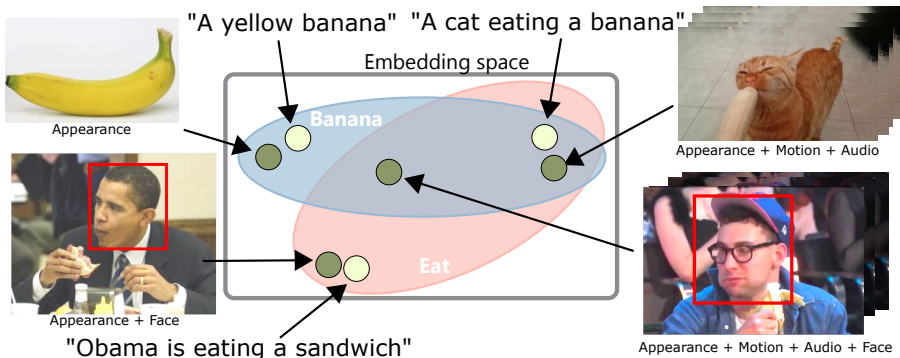 "A yellow banana"
"A cat eating a banana"
Embedding space
Banana
Appearance
Appearance + Motion + Audio
Eat
Appearance + Face
Appearance + Motion + Audio + Face
"Obama is eating a sandwich"